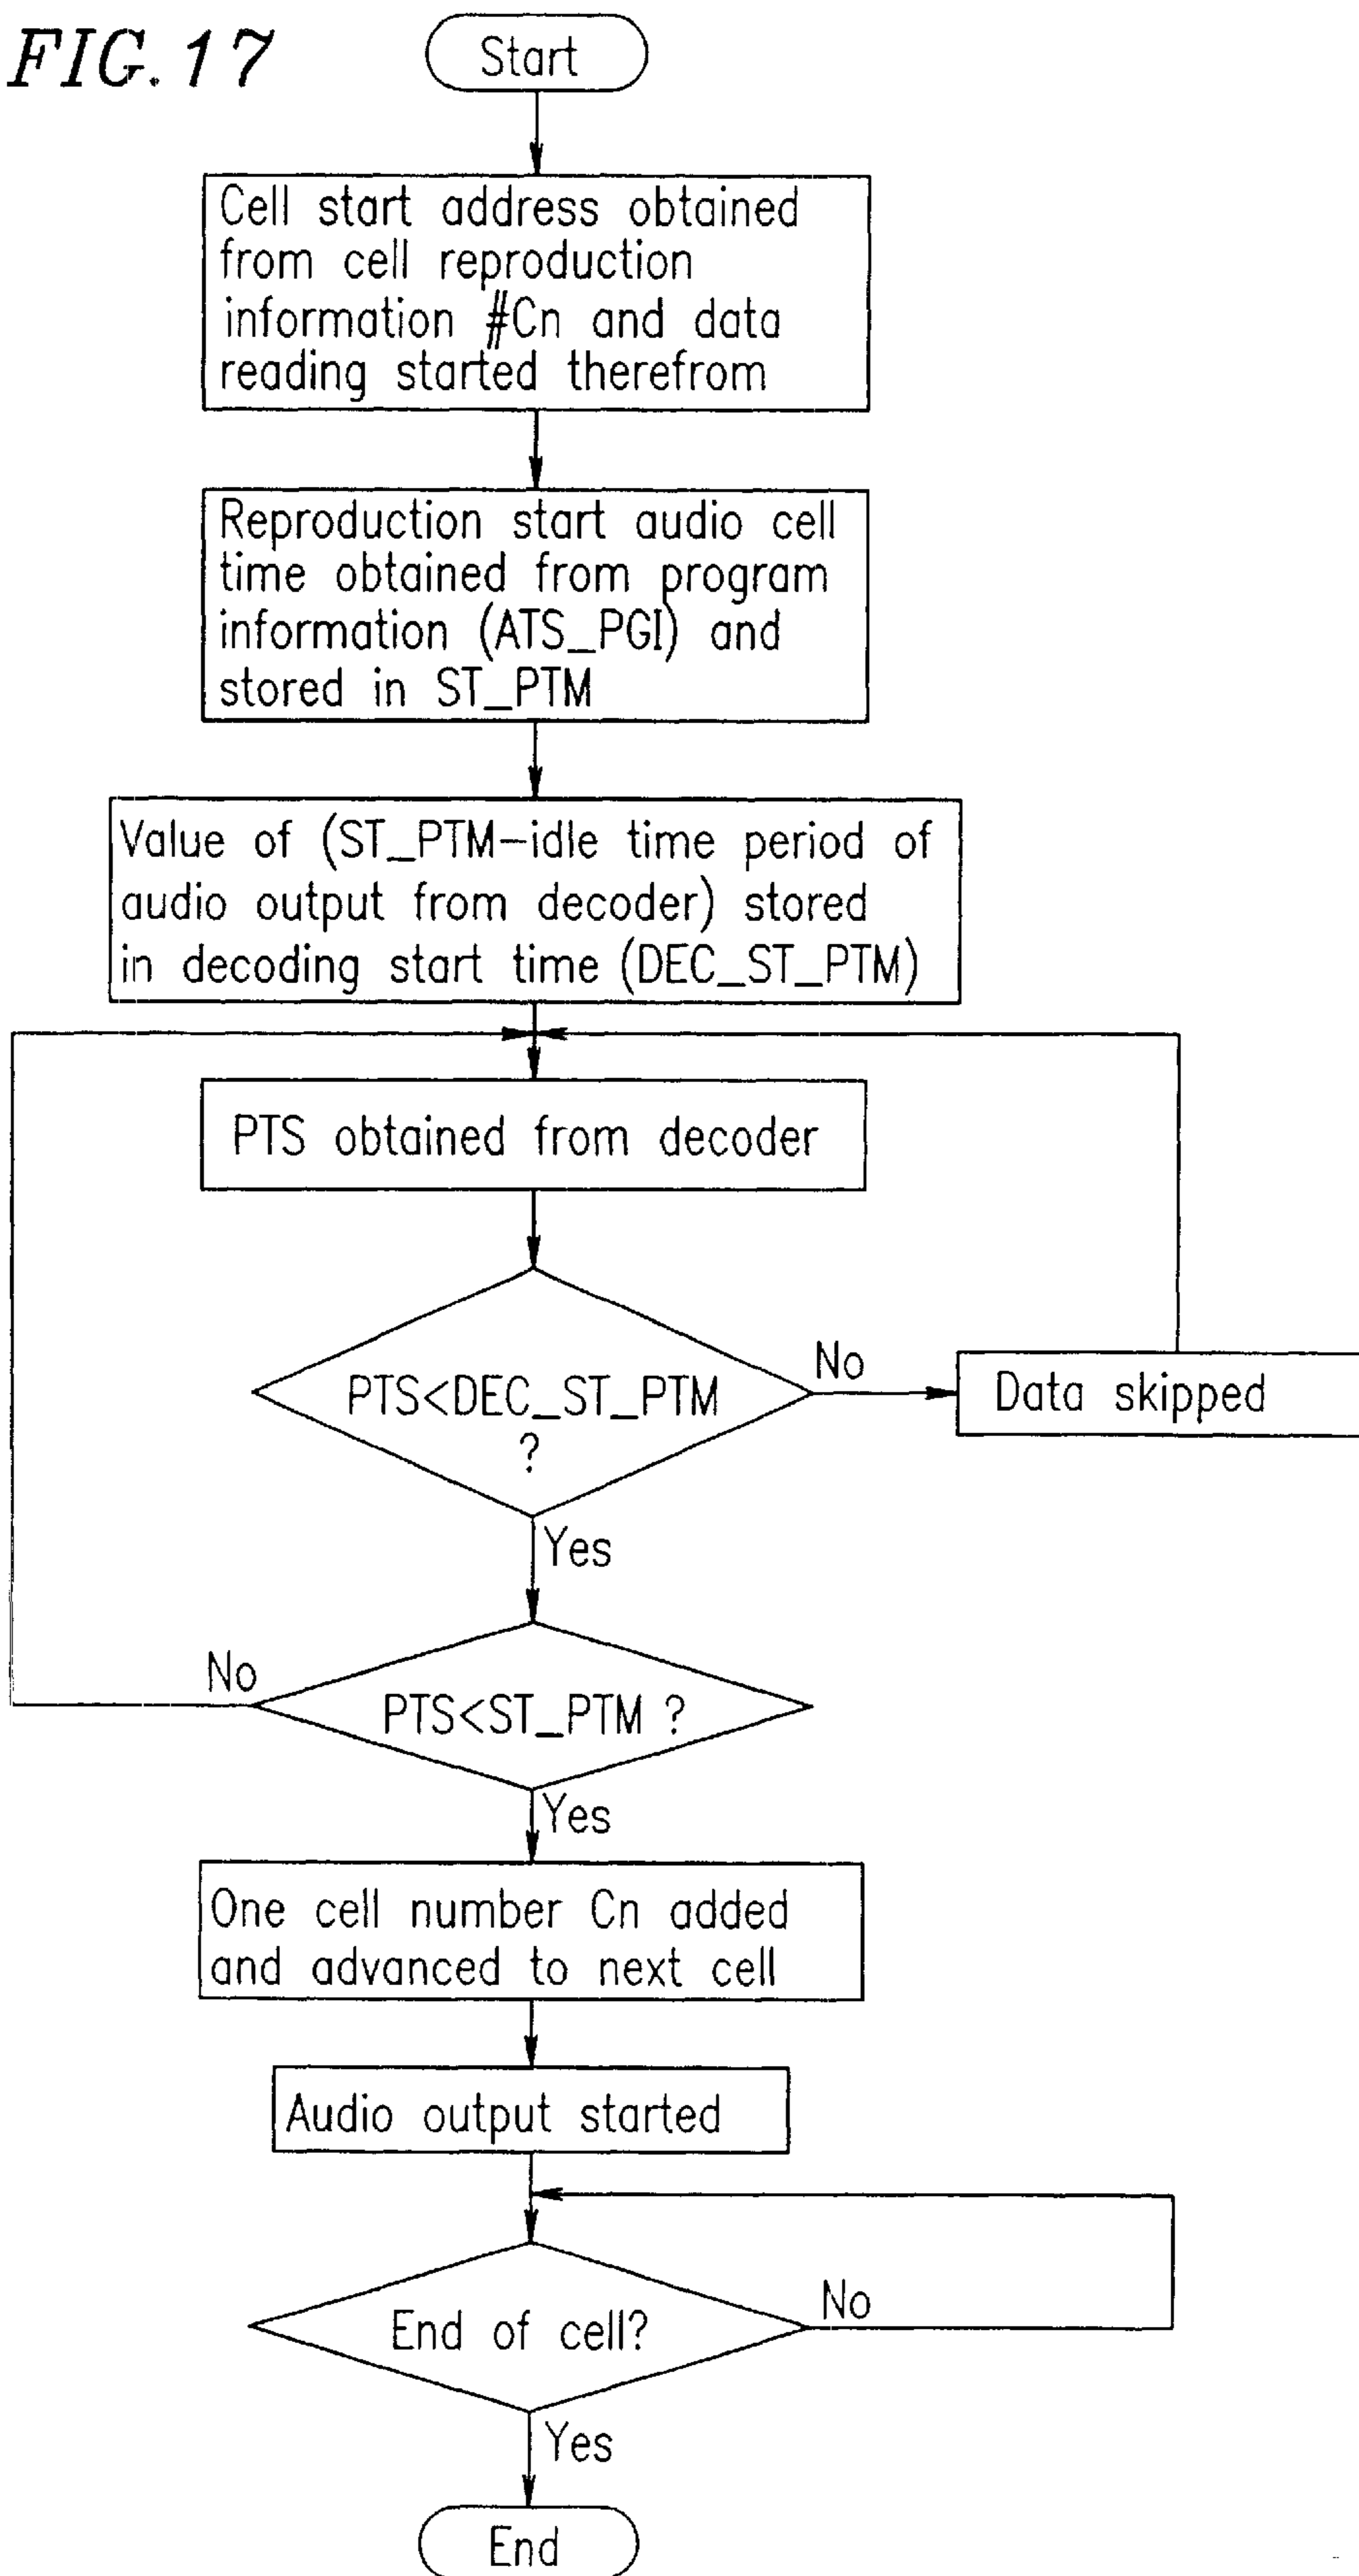 FIG. 17
Start
Cell start address obtained
from cell reproduction
information #Cn and data
reading started therefrom
Reproduction start audio cell
time obtained from program
information (ATS_PGI) and
stored in ST_PTM
Value of (ST_PTM-idle time period of
audio output from decoder) stored
in decoding start time (DEC_ST_PTM)
PTS obtained from decoder
PTS<DEC_ST_PTM
?
No
Data skipped
Yes
No
PTS<ST_PTM ?
Yes
One cell number Cn added
and advanced to next cell
Audio output started
End of cell?
No
Yes
End